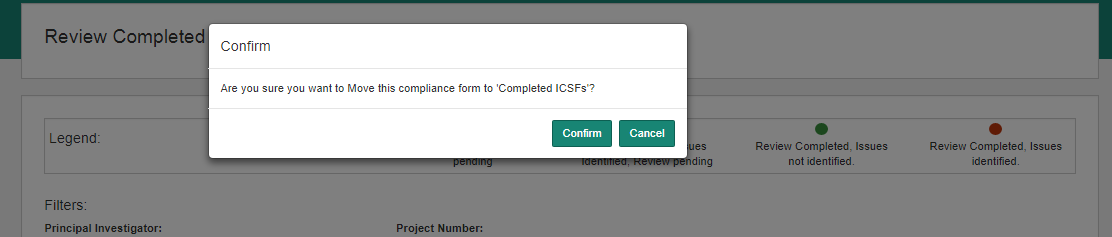 Review Completed
Confirm
Are you sure you want to Move this compliance form to 'Completed ICSFs'?
Confirm Cancel
Legend:
pending
Identified, Review pending
Review Completed, Issues
not identified.
Review Completed, Issues
identified.
Filters:
Principal Investigator: Project Number: